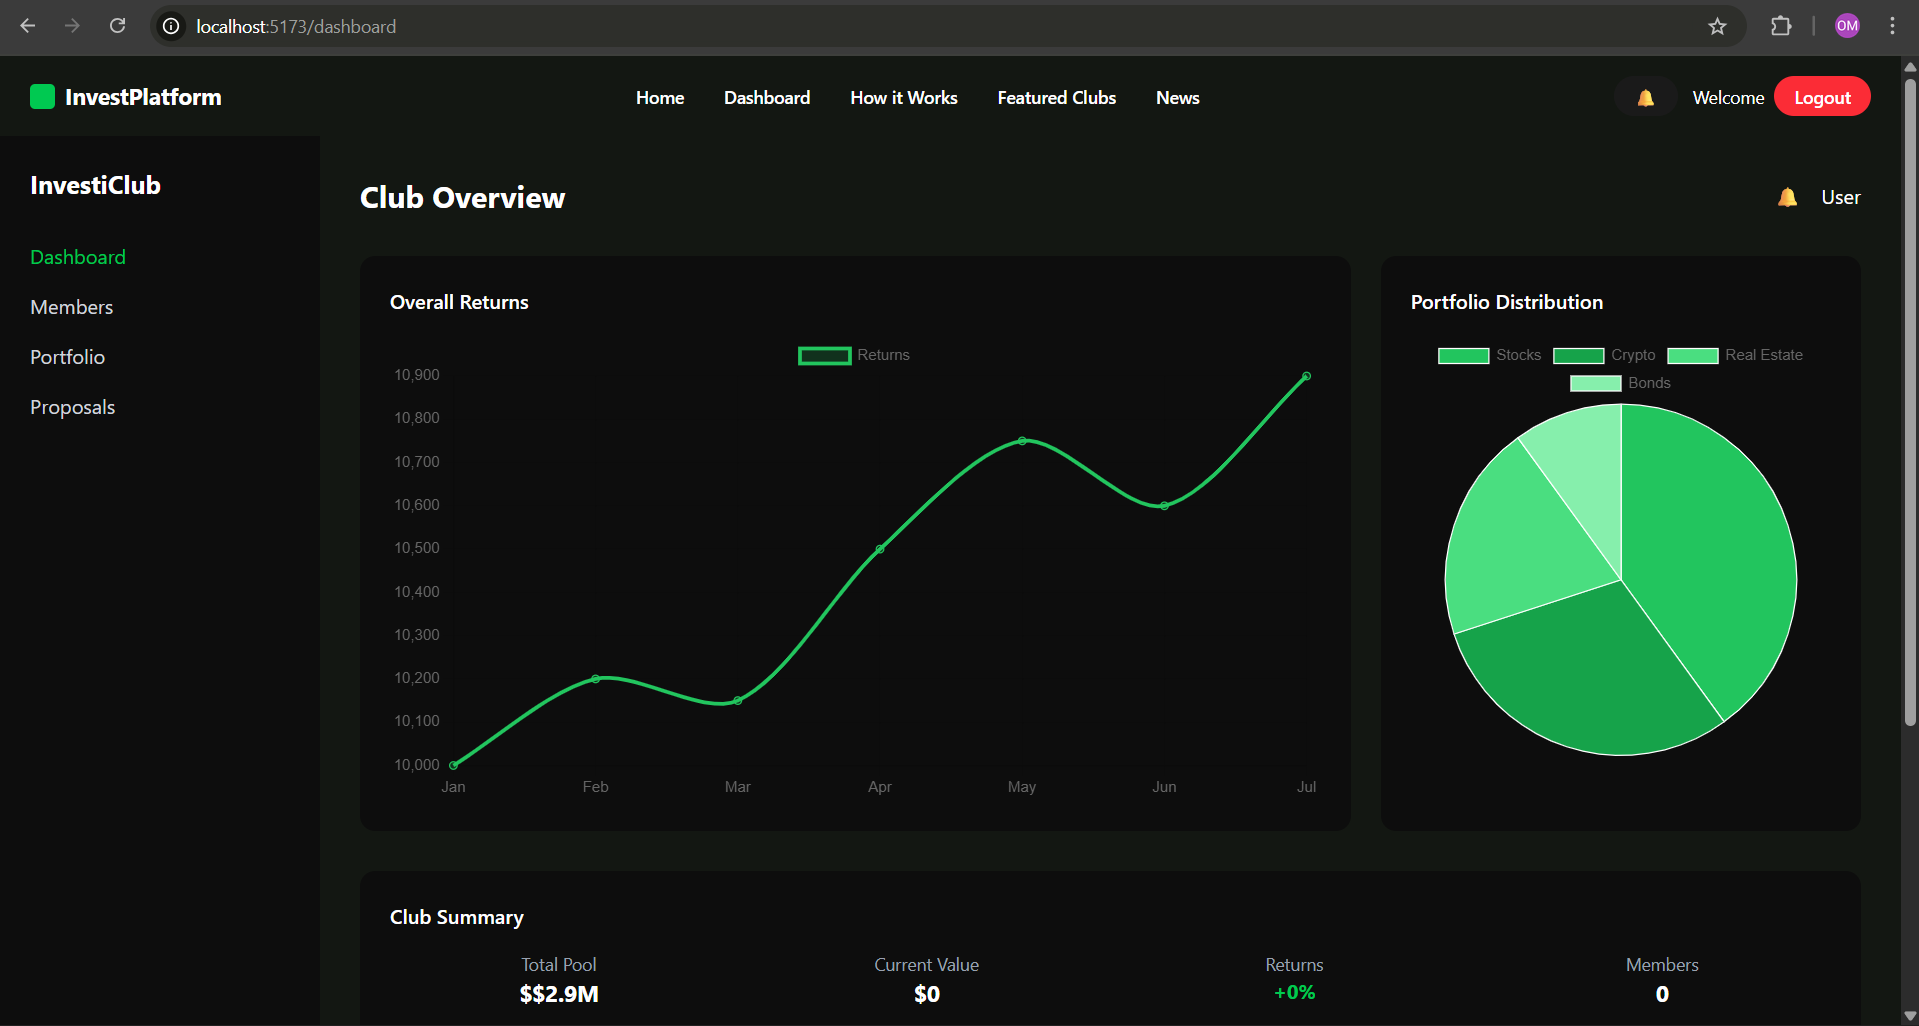 localhost:5173/dashboard
OM
InvestPlatform
Home Dashboard How it Works Featured Clubs News
Welcome Logout
InvestiClub
Dashboard
Members
Portfolio
Proposals
Club Overview
User
Overall Returns
Returns
10,900
10,800
10,700
10,600
10,500
10,400
10,300
10,200
10,100
10,000
Jan Feb Mar Apr May Jun Jul
Portfolio Distribution
Stocks Crypto Real Estate
Bonds
Club Summary
Total Pool
$$2.9M
Current Value
$0
Returns
+0%
Members
0